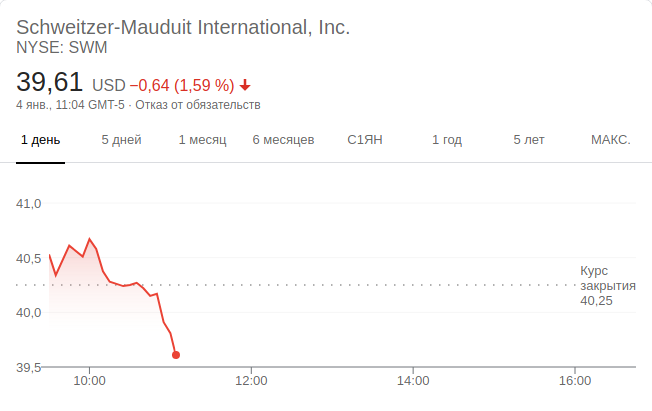 Schweitzer-Mauduit International, Inc.
NYSE: SWM
39,61 USD −0,64 (1,59 %)
4 янв., 11:04 GMT-5 · Отказ от обязательств
1 день 5 дней 1 месяц 6 месяцев С1ЯН 1 год 5 лет МАКС.
41,0
40,5
Курс
закрытия
40,25
40,0
39,5
10:00 12:00 14:00 16:00